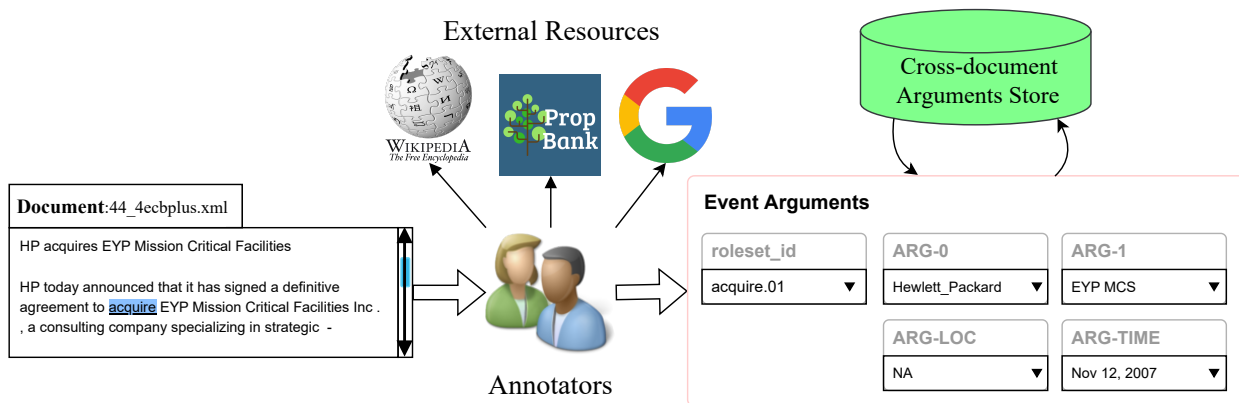 External Resources
WIKIPEDIA
The Free Encyclopedia
Prop
Bank
Cross-document
Arguments Store
Document:44_4ecbplus.xml
HP acquires EYP Mission Critical Facilities
HP today announced that it has signed a definitive
agreement to acquire EYP Mission Critical Facilities Inc .
, a consulting company specializing in strategic -
Annotators
Event Arguments
roleset_id
acquire.01
ARG-0
Hewlett_Packard
ARG-1
EYP MCS
ARG-LOC
NA
ARG-TIME
Nov 12, 2007